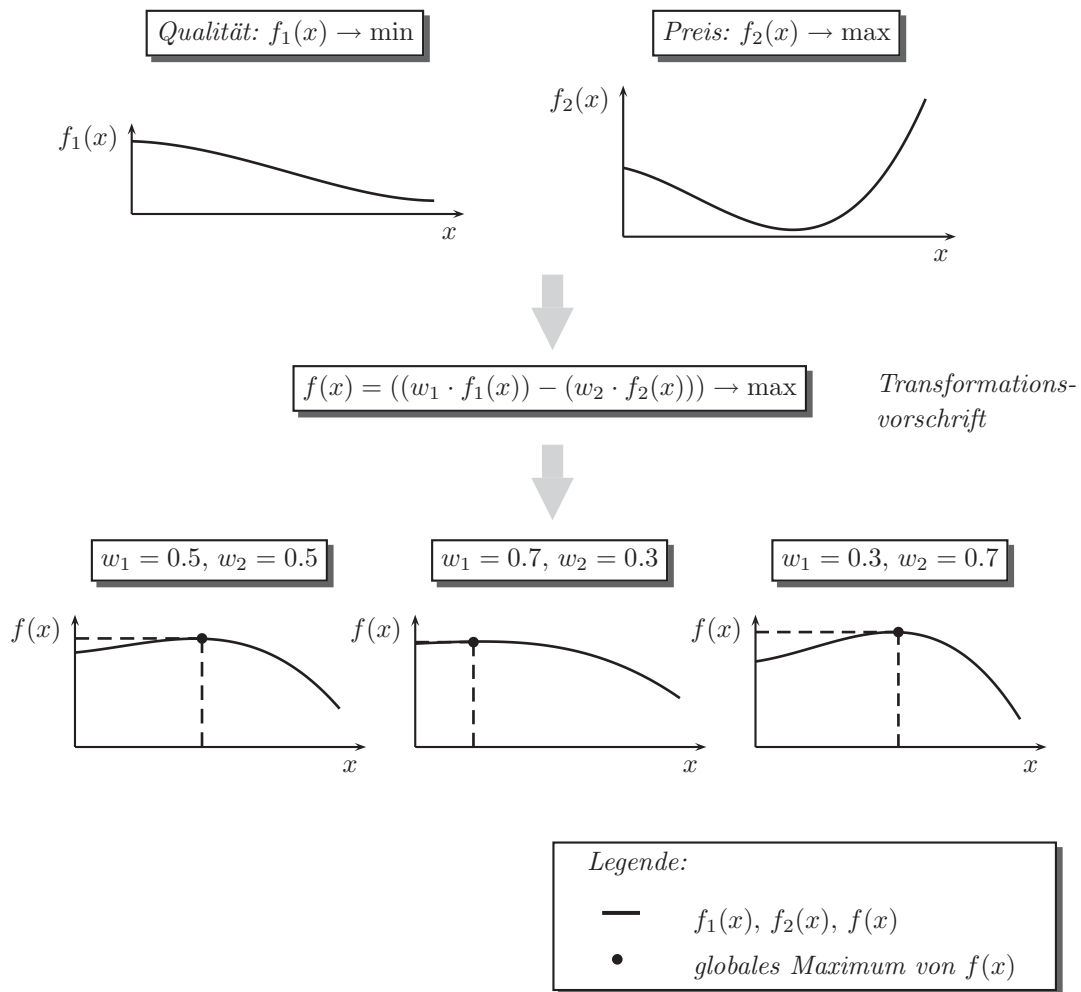 Qualität: f₁(x) → min
Preis: f₂(x) → max
f₁(x)
x
f₂(x)
x
f(x) = ((w₁ · f₁(x)) − (w₂ · f₂(x))) → max
Transformations-
vorschrift
w₁ = 0.5, w₂ = 0.5
w₁ = 0.7, w₂ = 0.3
w₁ = 0.3, w₂ = 0.7
f(x)
x
f(x)
x
f(x)
x
Legende:
f₁(x), f₂(x), f(x)
globales Maximum von f(x)